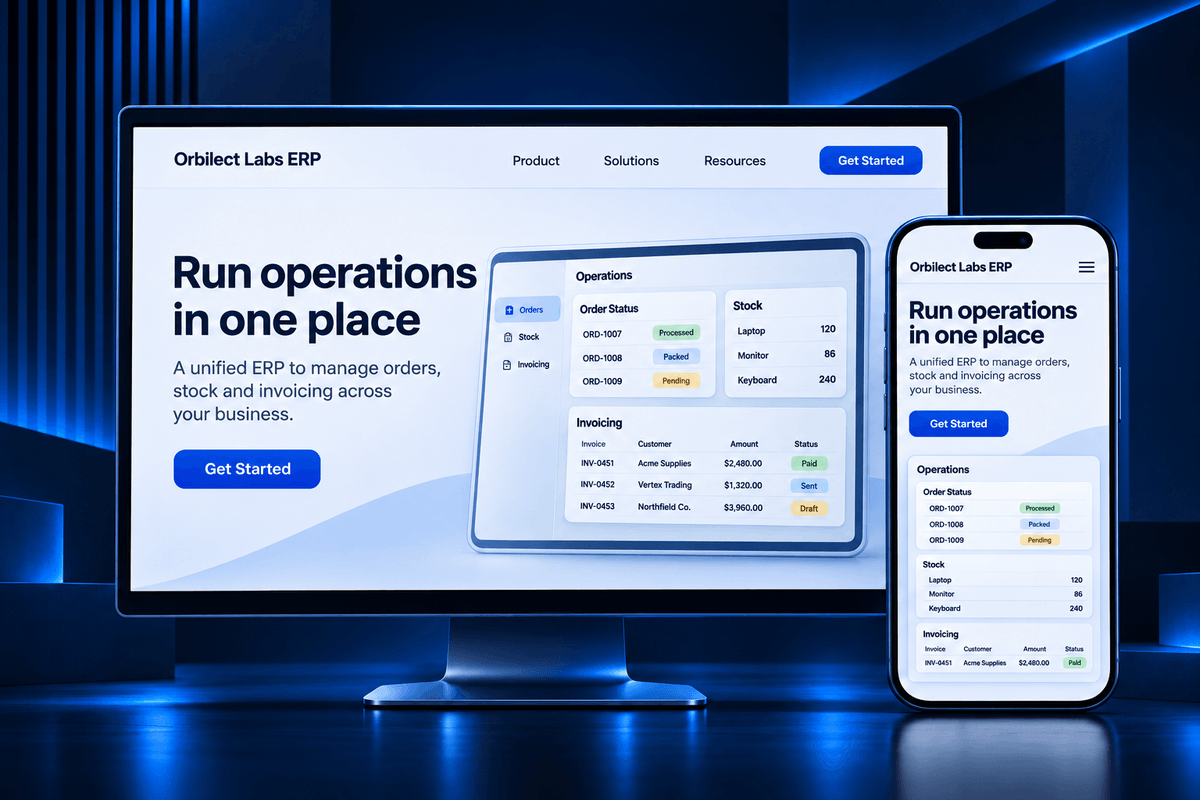 Orbilect Labs ERP
Product
Solutions
Resources
Get Started
Run operations
in one place
A unified ERP to manage orders,
stock and invoicing across
your business.
Get Started
Operations
Orders
Stock
Invoicing
Order Status
ORD-1007 Processed
ORD-1008 Packed
ORD-1009 Pending
Stock
Laptop 120
Monitor 86
Keyboard 240
Invoicing
Invoice Customer Amount Status
INV-0451 Acme Supplies $2,480.00 Paid
INV-0452 Vertex Trading $1,320.00 Sent
INV-0453 Northfield Co. $3,960.00 Draft
Orbilect Labs ERP
Run operations
in one place
A unified ERP to manage orders,
stock and invoicing across
your business.
Get Started
Operations
Order Status
ORD-1007 Processed
ORD-1008 Packed
ORD-1009 Pending
Stock
Laptop 120
Monitor 86
Keyboard 240
Invoicing
Invoice Customer Amount Status
INV-0451 Acme Supplies $2,480.00 Paid